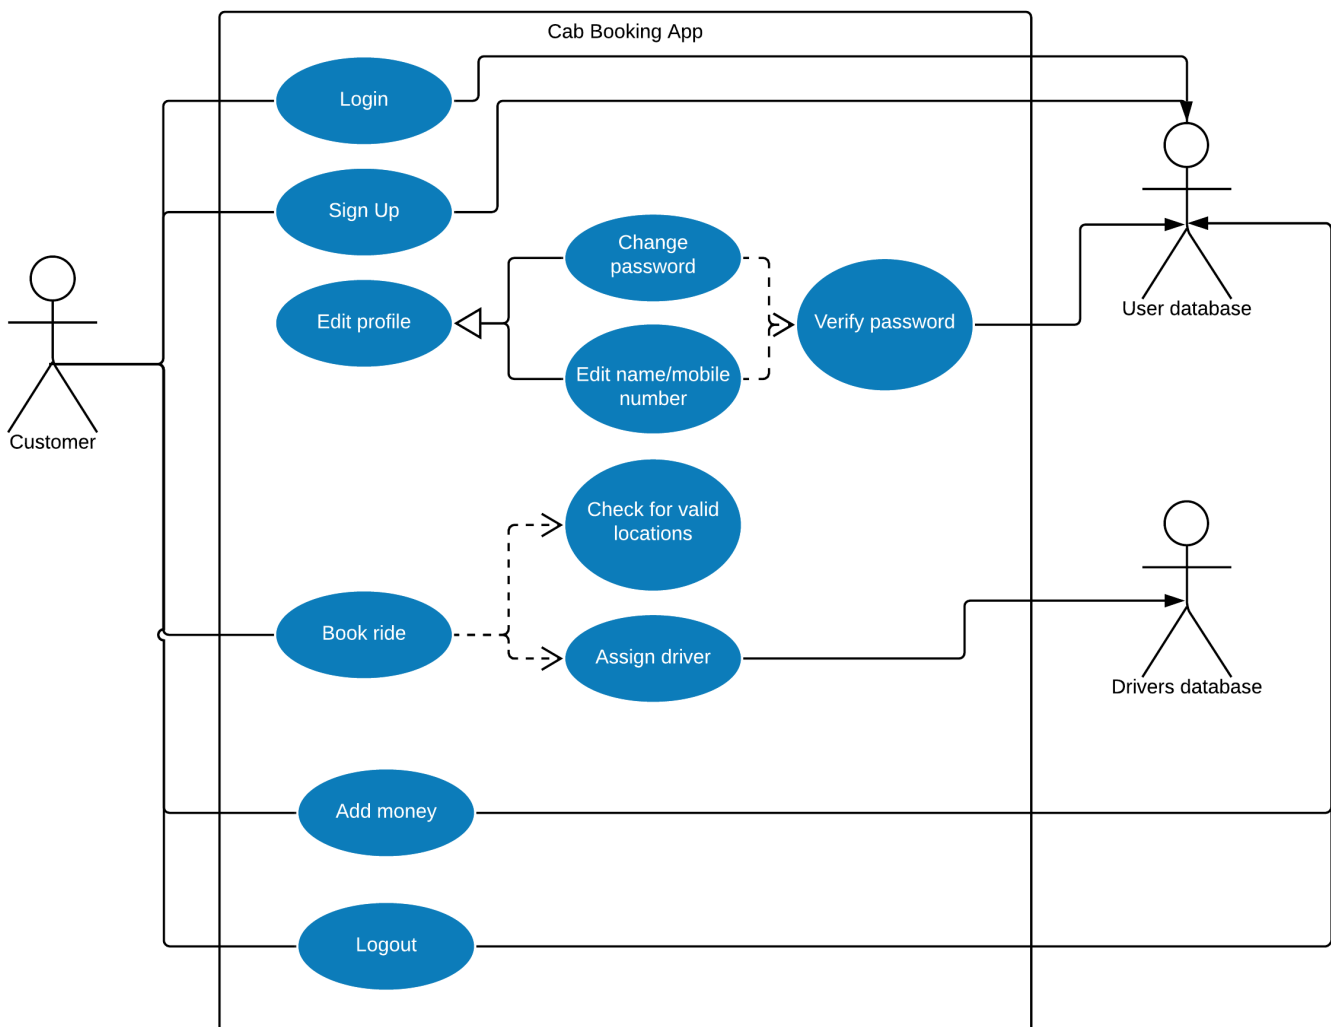 Cab Booking App
Login
Sign Up
Change
password
Edit profile
Verify password
Edit name/mobile
number
User database
Customer
Check for valid
locations
Book ride
Assign driver
Drivers database
Add money
Logout